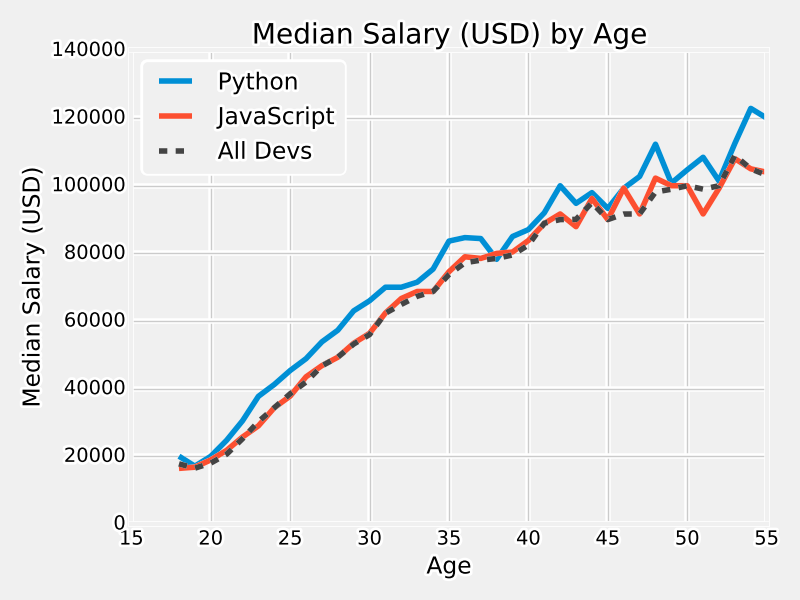 Median Salary (USD) by Age
140000
120000
100000
80000
60000
40000
20000
0
Python
JavaScript
All Devs
Median Salary (USD)
15 20 25 30 35 40 45 50 55
Age